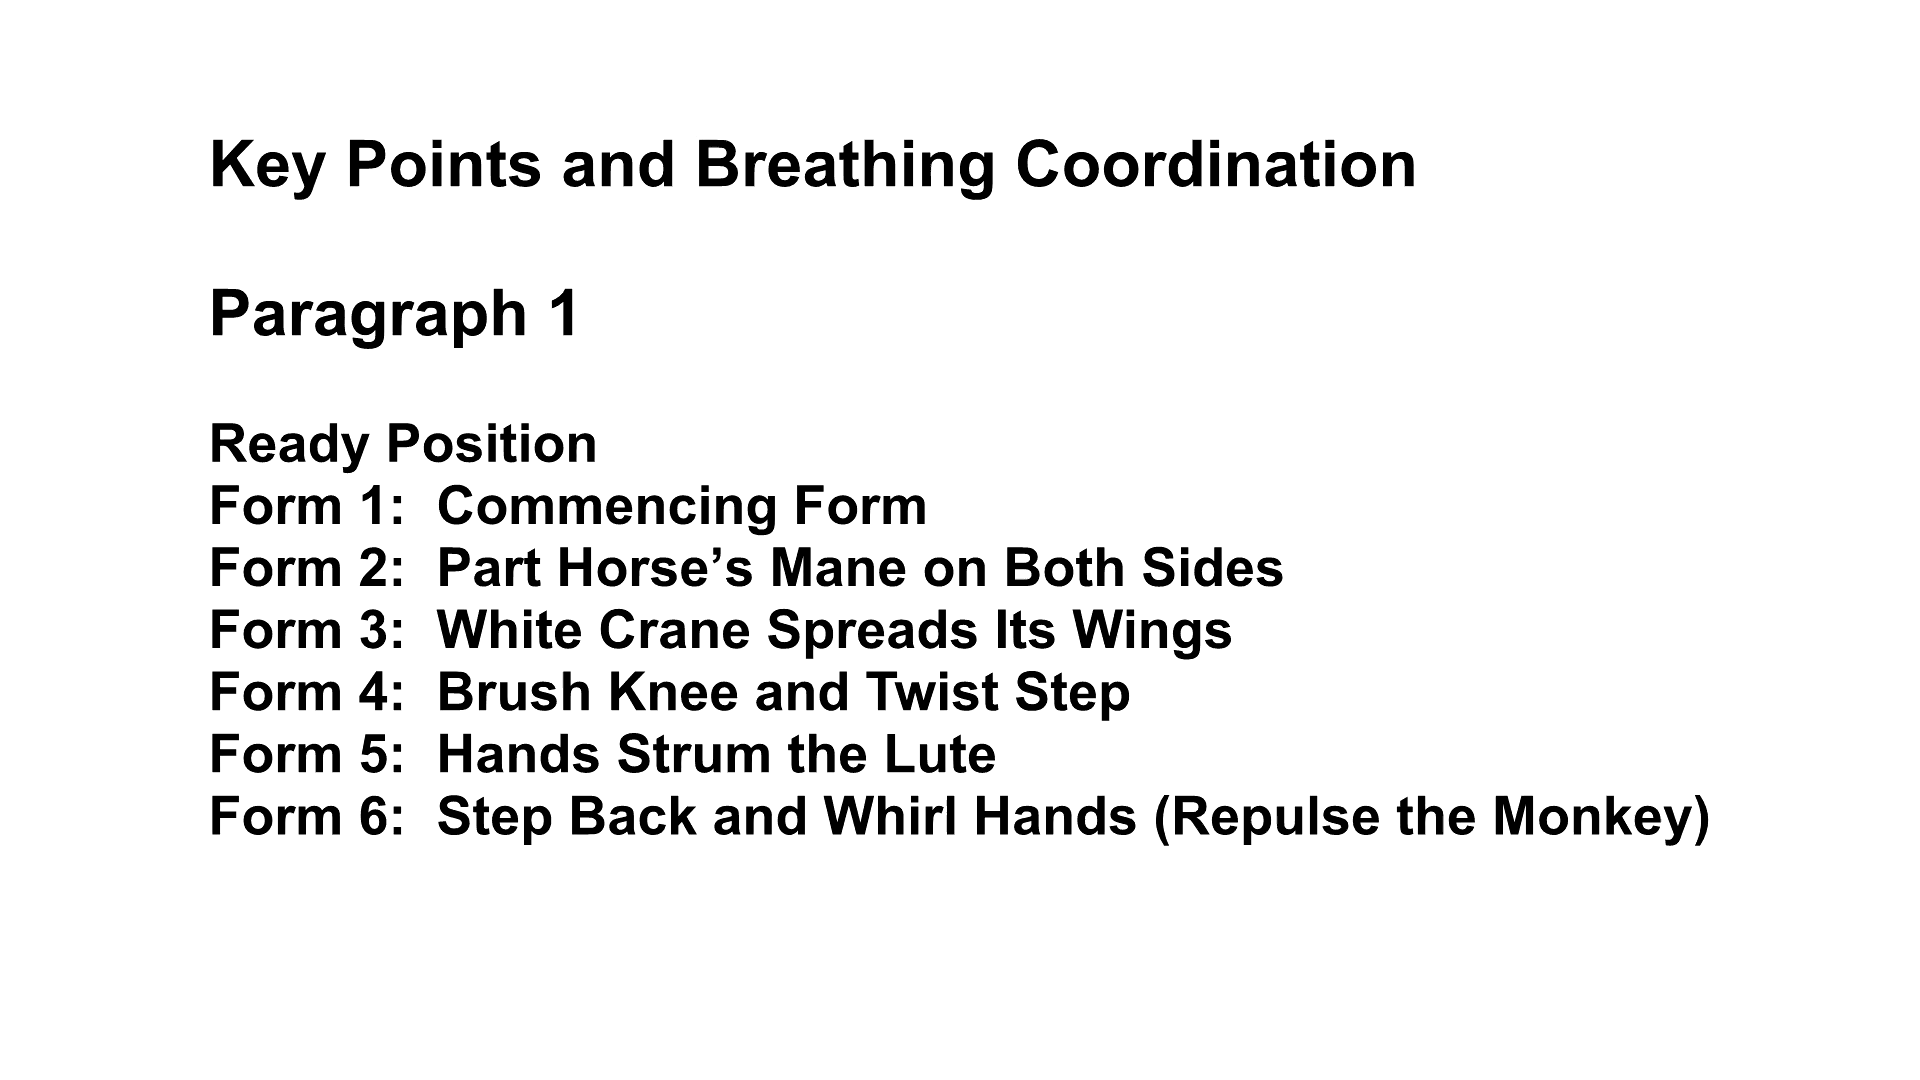 Key Points and Breathing Coordination
Paragraph 1
Ready Position
Form 1:  Commencing Form
Form 2:  Part Horse’s Mane on Both Sides
Form 3:  White Crane Spreads Its Wings
Form 4:  Brush Knee and Twist Step
Form 5:  Hands Strum the Lute
Form 6:  Step Back and Whirl Hands (Repulse the Monkey)